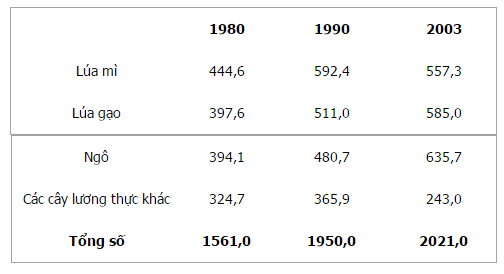 1980 1990 2003
Lúa mì 444,6 592,4 557,3
Lúa gạo 397,6 511,0 585,0
Ngô 394,1 480,7 635,7
Các cây lương thực khác 324,7 365,9 243,0
Tổng số 1561,0 1950,0 2021,0